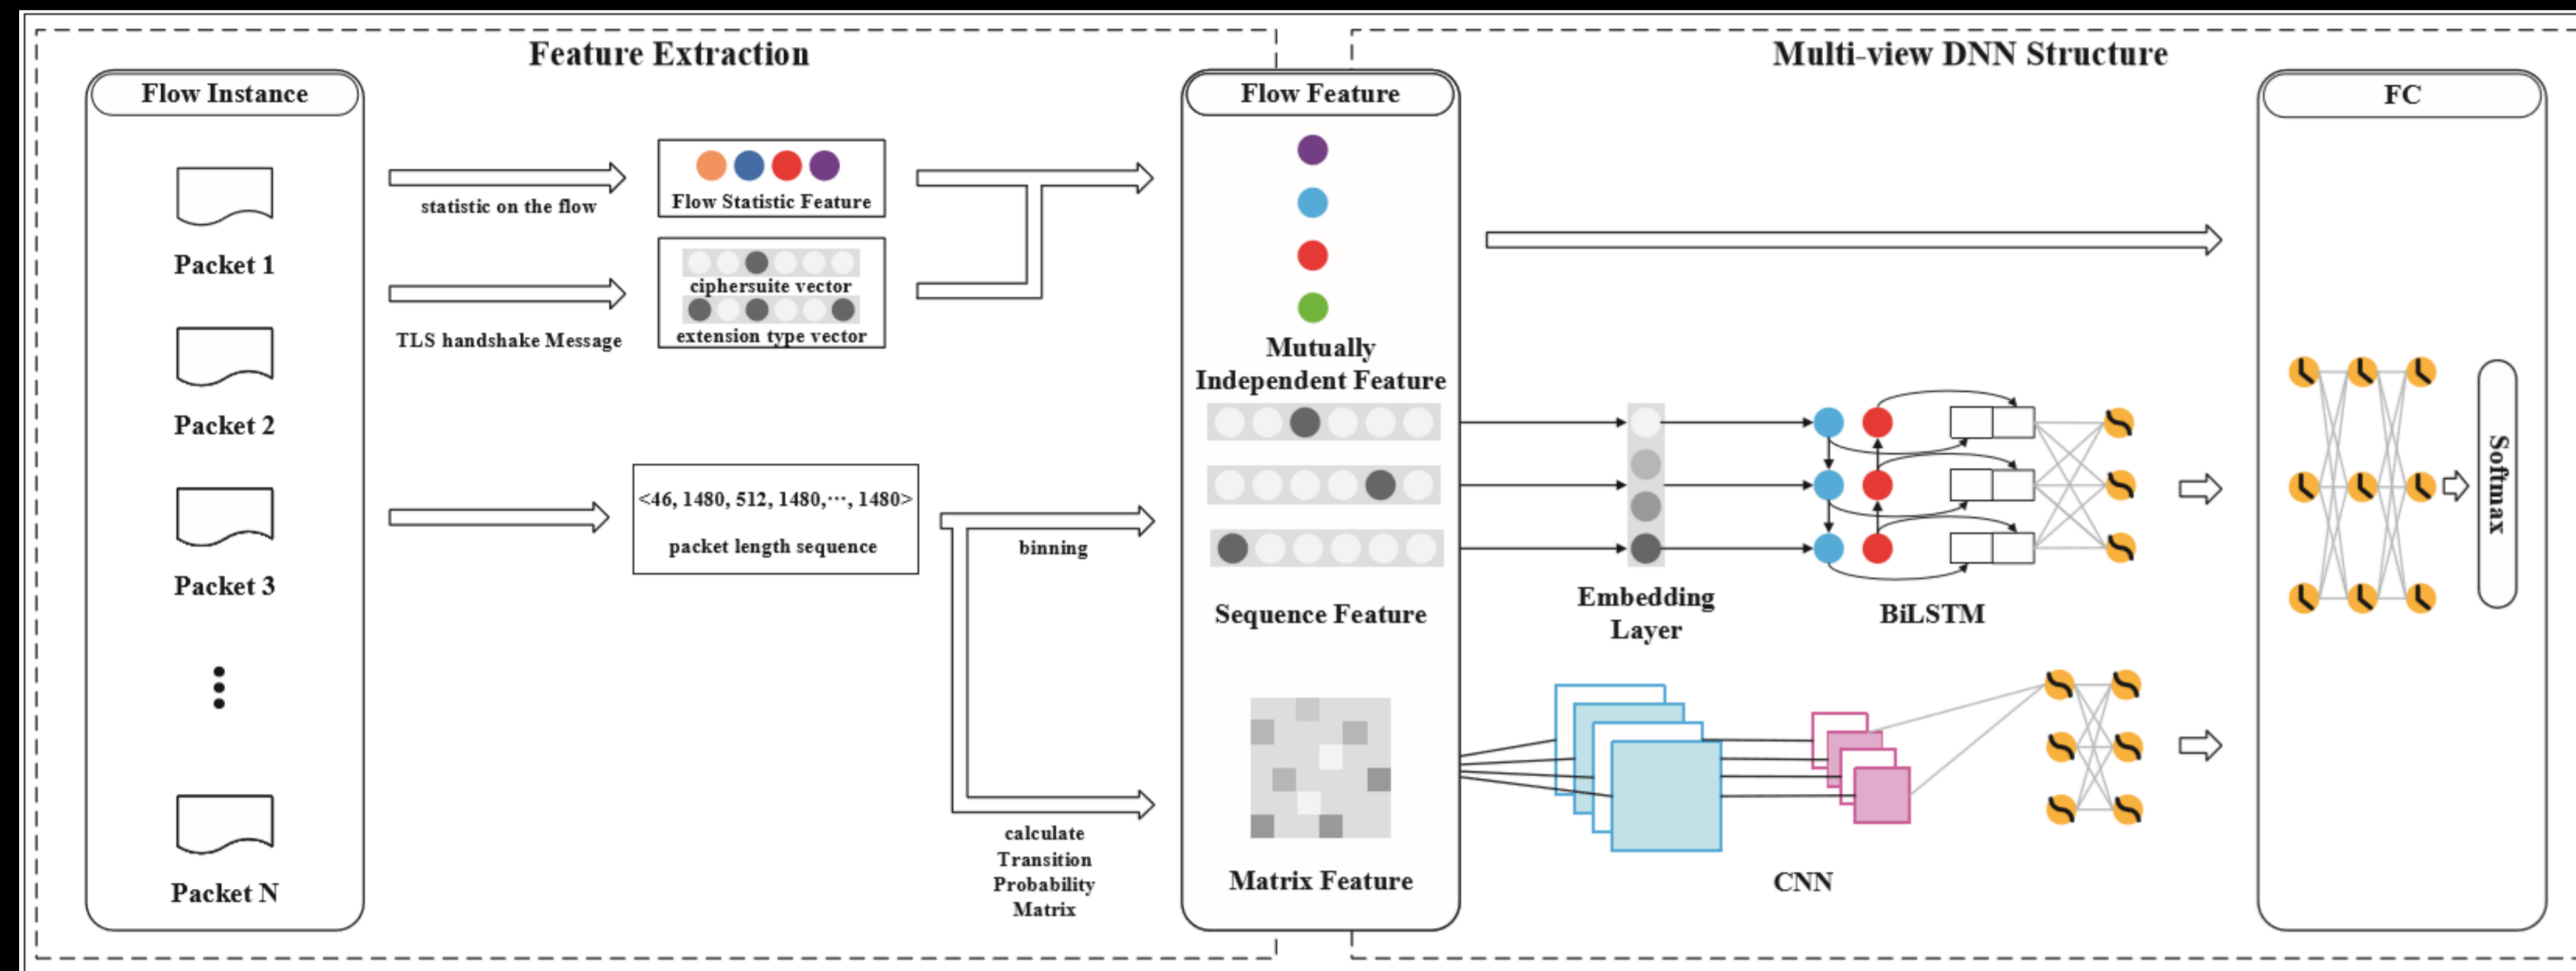 Feature Extraction
Multi-view DNN Structure
Flow Instance
Packet 1
Packet 2
Packet 3
Packet N
statistic on the flow
TLS handshake Message
Flow Statistic Feature
ciphersuite vector
extension type vector
<46, 1480, 512, 1480,···, 1480>
packet length sequence
binning
calculate
Transition
Probability
Matrix
Flow Feature
Mutually
Independent Feature
Sequence Feature
Matrix Feature
Embedding
Layer
BiLSTM
CNN
FC
Softmax